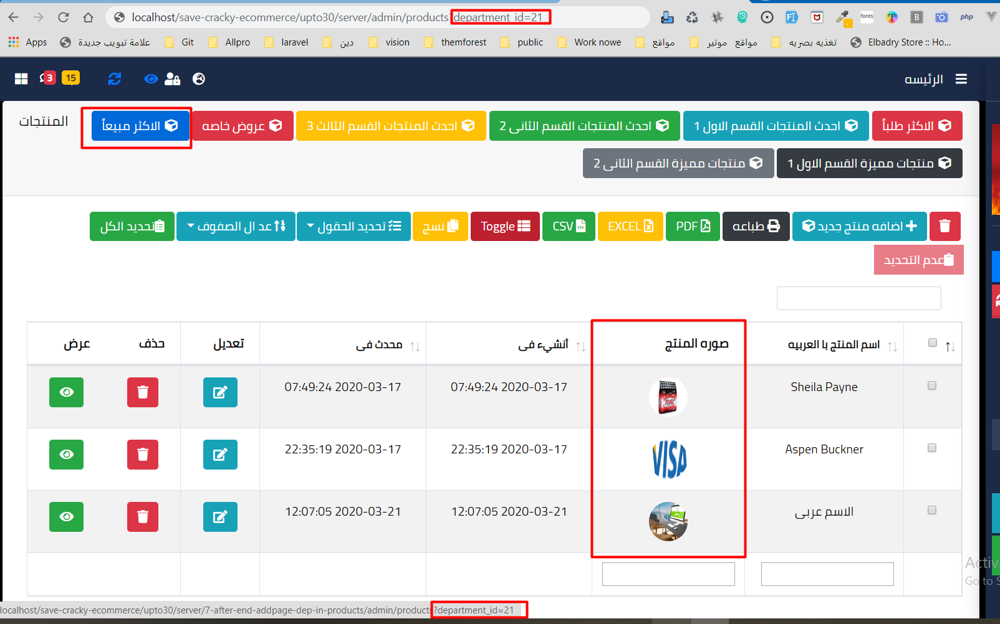 localhost/save-cracky-ecommerce/upto30/server/admin/products?department_id=21
Apps علامة تبويب جديدة Git Allpro laravel دين vision themforest public Work nowe مواقع مواقع موتير تغذيه بصريه Elbadry Store :: Ho...
fonts FI T B php
الرئيسه
3 15
المنتجات
الاكثر طلباً احدث المنتجات القسم الاول 1 احدث المنتجات القسم الثانى 2 احدث المنتجات القسم الثالث 3 عروض خاصه الاكثر مبيعاً
منتجات مميزة القسم الاول 1 منتجات مميزة القسم الثانى 2
اضافه منتج جديد طباعه PDF EXCEL CSV Toggle نسخ تحديد الحقول عد ال الصفوف تحديد الكل
عدم التحديد
اسم المنتج با العربيه صوره المنتج أنشيء فى محدث فى تعديل حذف عرض
Sheila Payne 07:49:24 2020-03-17 07:49:24 2020-03-17
Aspen Buckner VISA 22:35:19 2020-03-17 22:35:19 2020-03-17
الاسم عربى 12:07:05 2020-03-21 12:07:05 2020-03-21
Go to S
localhost/save-cracky-ecommerce/upto30/server/7-after-end-addpage-dep-in-products/admin/products?department_id=21